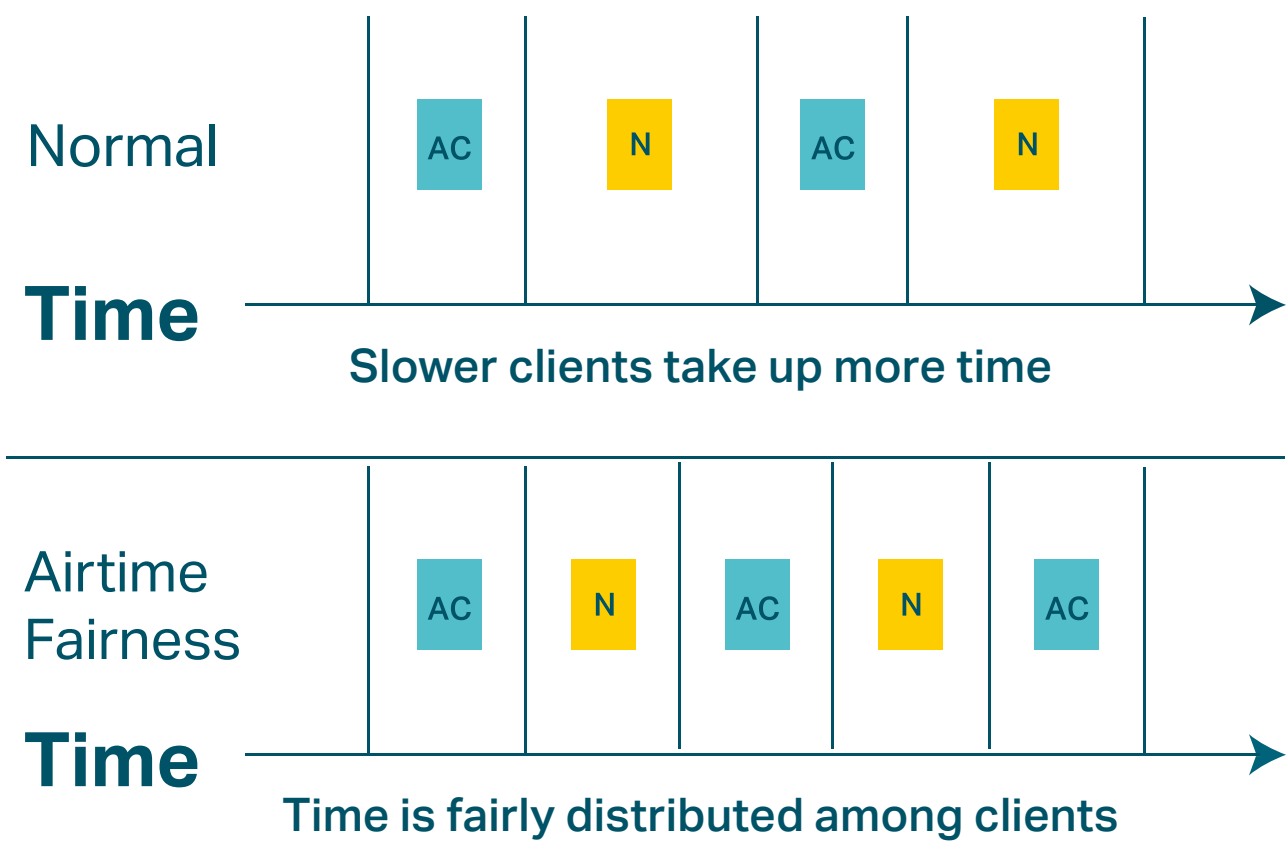 Normal
AC
N
AC
N
Time
Slower clients take up more time
Airtime
Fairness
AC
N
AC
N
AC
Time
Time is fairly distributed among clients